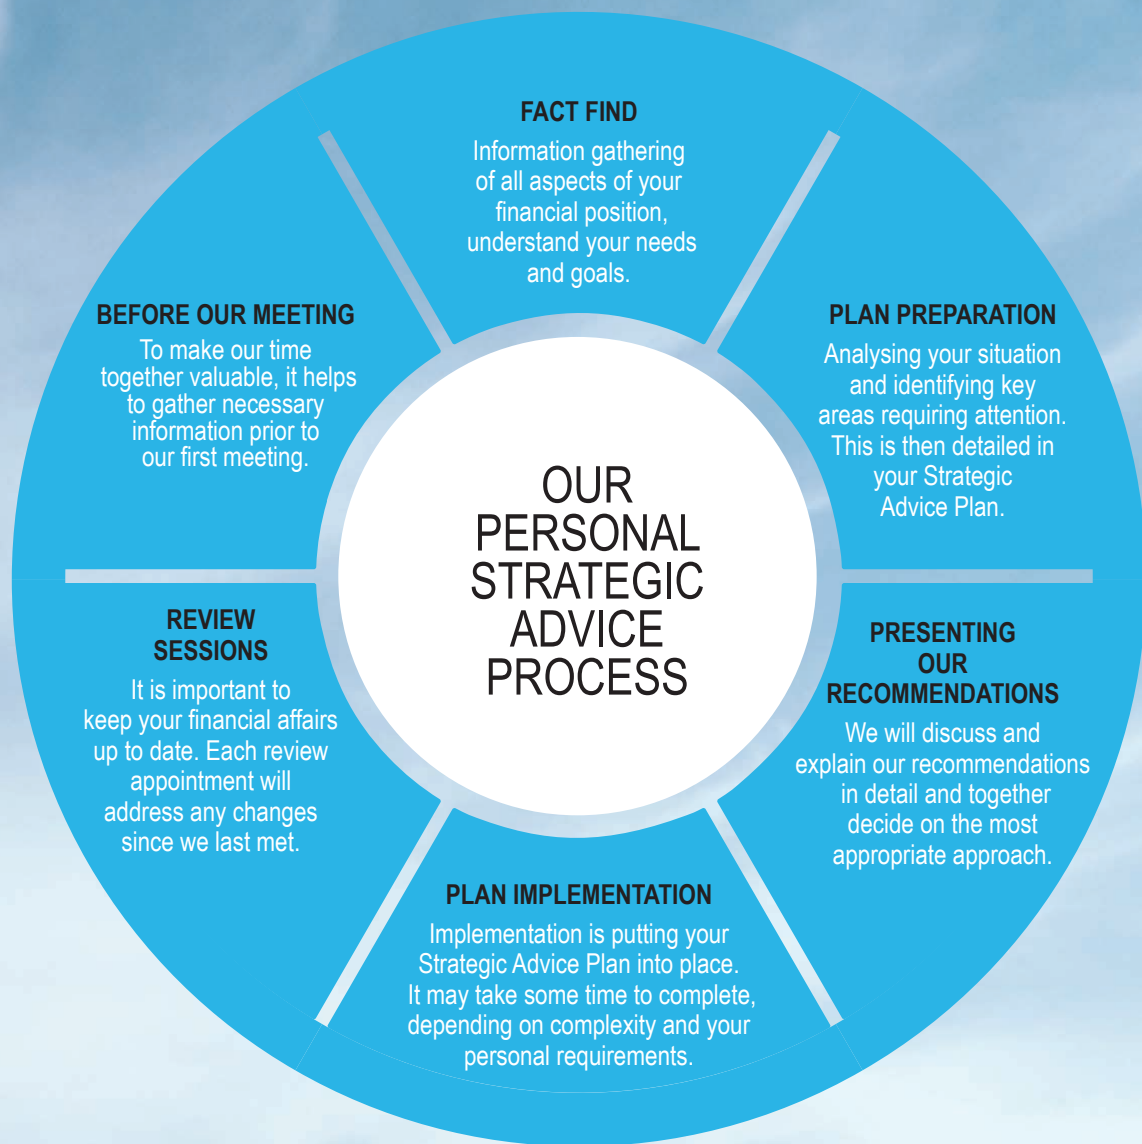 FACT FIND
Information gathering
of all aspects of your
financial position,
understand your needs
and goals.
PLAN PREPARATION
Analysing your situation
and identifying key
areas requiring attention.
This is then detailed in
your Strategic
Advice Plan.
PRESENTING
OUR
RECOMMENDATIONS
We will discuss and
explain our recommendations
in detail and together
decide on the most
appropriate approach.
PLAN IMPLEMENTATION
Implementation is putting your
Strategic Advice Plan into place.
It may take some time to complete,
depending on complexity and your
personal requirements.
REVIEW
SESSIONS
It is important to
keep your financial affairs
up to date. Each review
appointment will
address any changes
since we last met.
BEFORE OUR MEETING
To make our time
together valuable, it helps
to gather necessary
information prior to
our first meeting.
OUR
PERSONAL
STRATEGIC
ADVICE
PROCESS